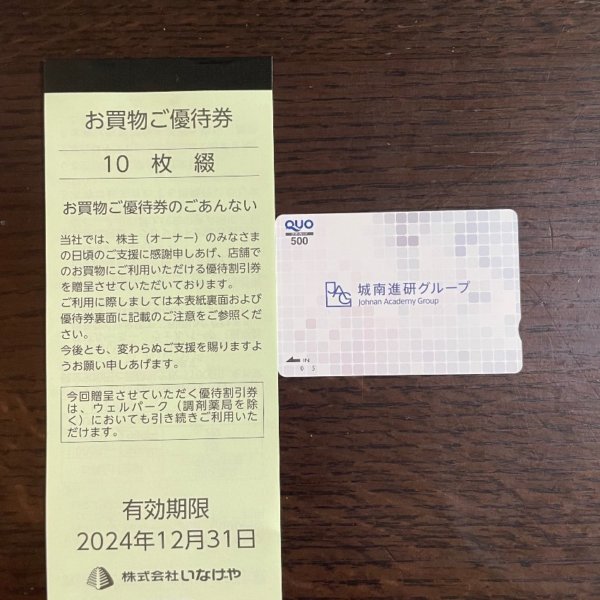 お買物ご優待券
10 枚 綴
お買物ご優待券のごあんない
当社では、株主（オーナー）のみなさま
の日頃のご支援に感謝申しあげ、店舗で
のお買物にご利用いただける優待割引券
を贈呈させていただいております。
ご利用に際しましては本表紙裏面および
優待券裏面に記載のご注意をご参照くだ
さい。
今後とも、変わらぬご支援を賜りますよ
うお願い申しあげます。
今回贈呈させていただく優待割引券
は、ウェルパーク（調剤薬局を除
く）においても引き続きご利用いた
だけます。
有効期限
2024年12月31日
株式会社いなげや
QUO
500
城南進研グループ
Johnan Academy Group
IN
0 5